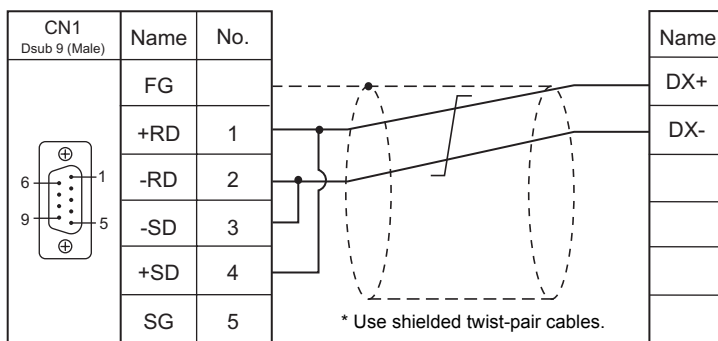 CN1
Dsub 9 (Male)
Name No.
Name
FG
DX+
+RD 1
DX-
-RD 2
6 1
9 5
-SD 3
+SD 4
SG 5
* Use shielded twist-pair cables.